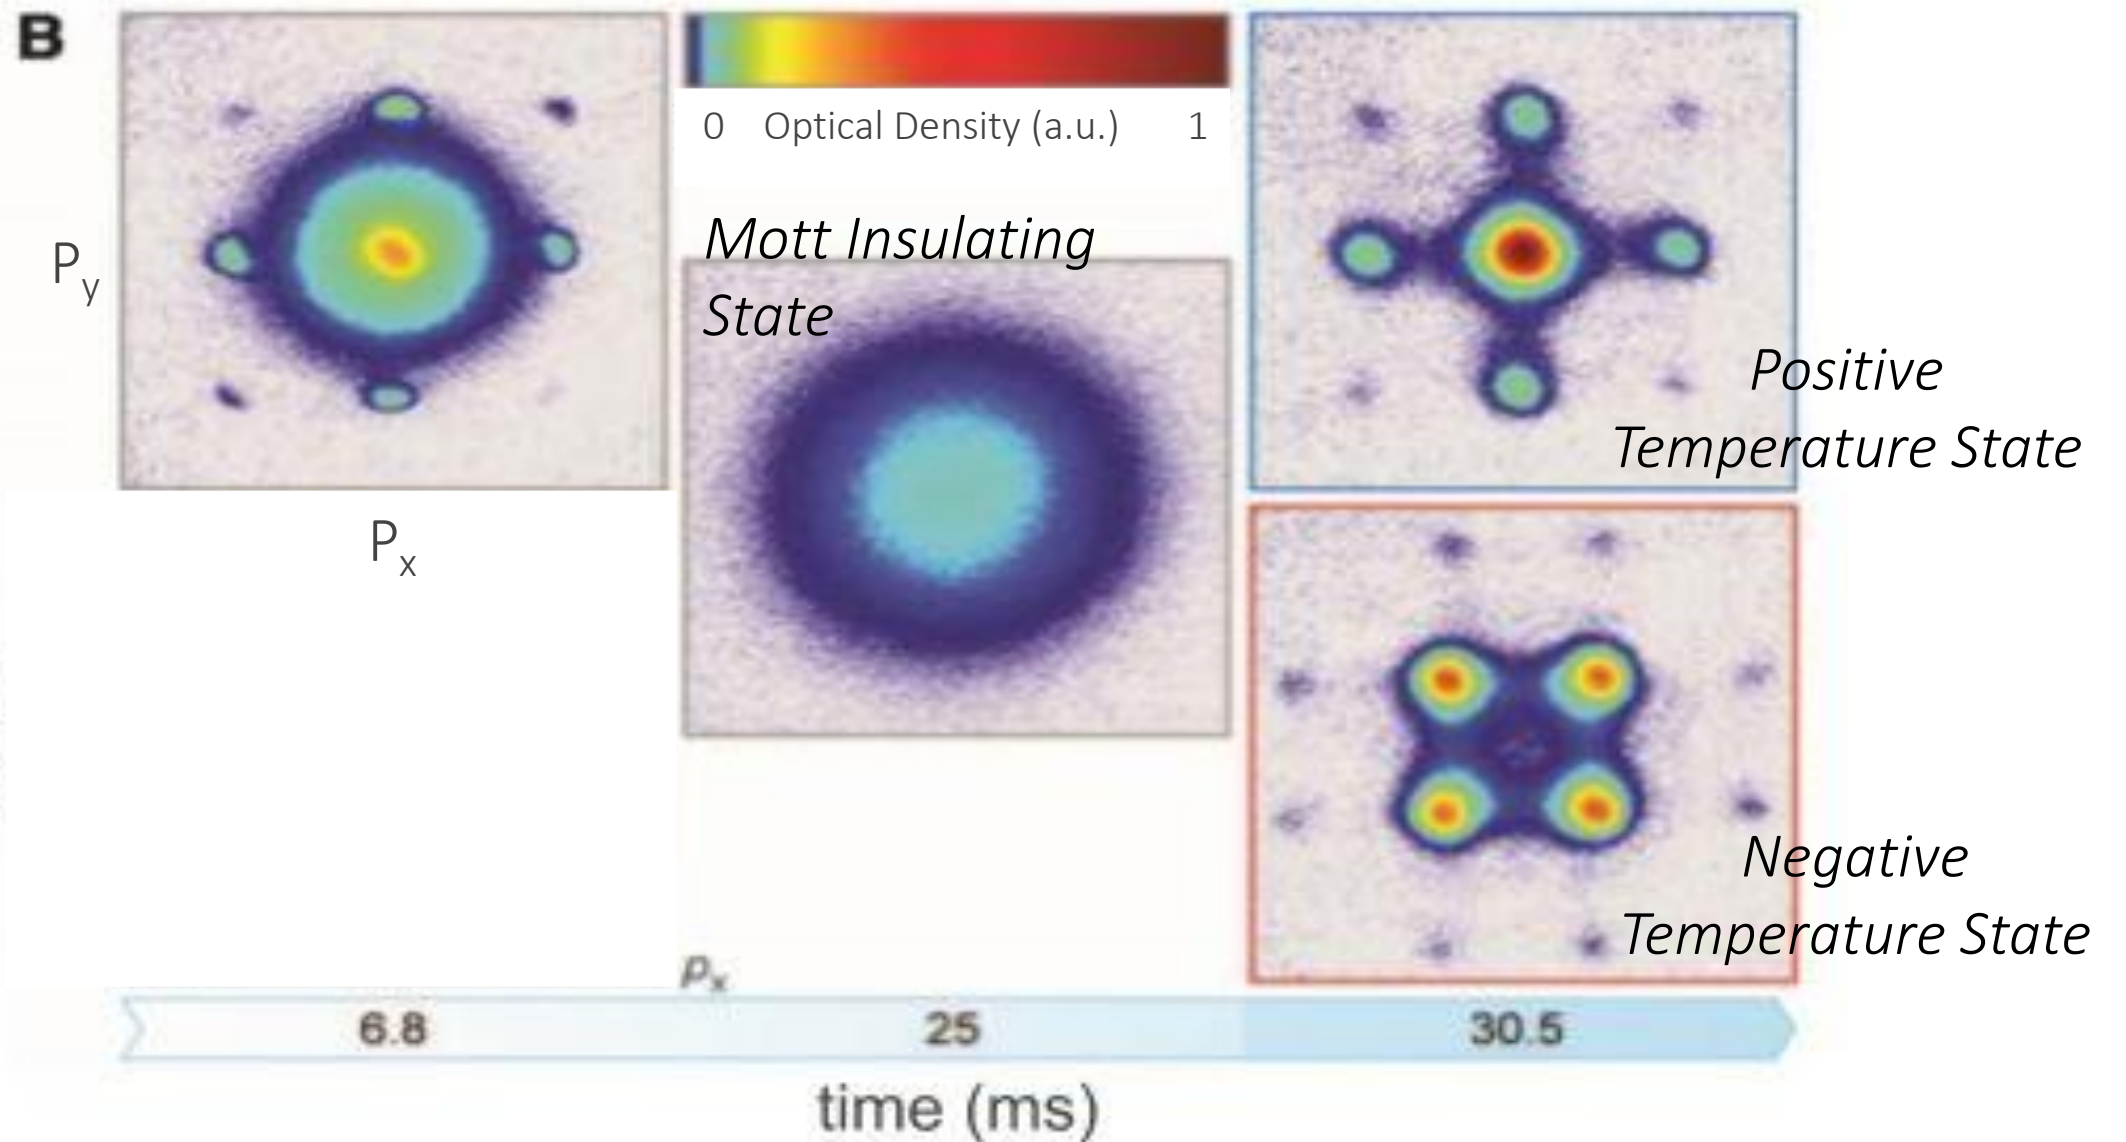 B
0 Optical Density (a.u.) 1
Mott Insulating
State
Py
Px
Positive
Temperature State
Negative
Temperature State
px
6.8 25 30.5
time (ms)